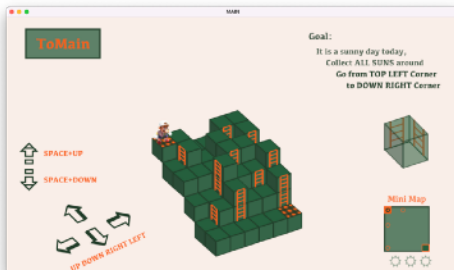 MAIN
ToMain
Goal:
It is a sunny day today,
Collect ALL SUNS around
Go from TOP LEFT Corner
to DOWN RIGHT Corner
SPACE+UP
SPACE+DOWN
UP DOWN RIGHT LEFT
Mini Map